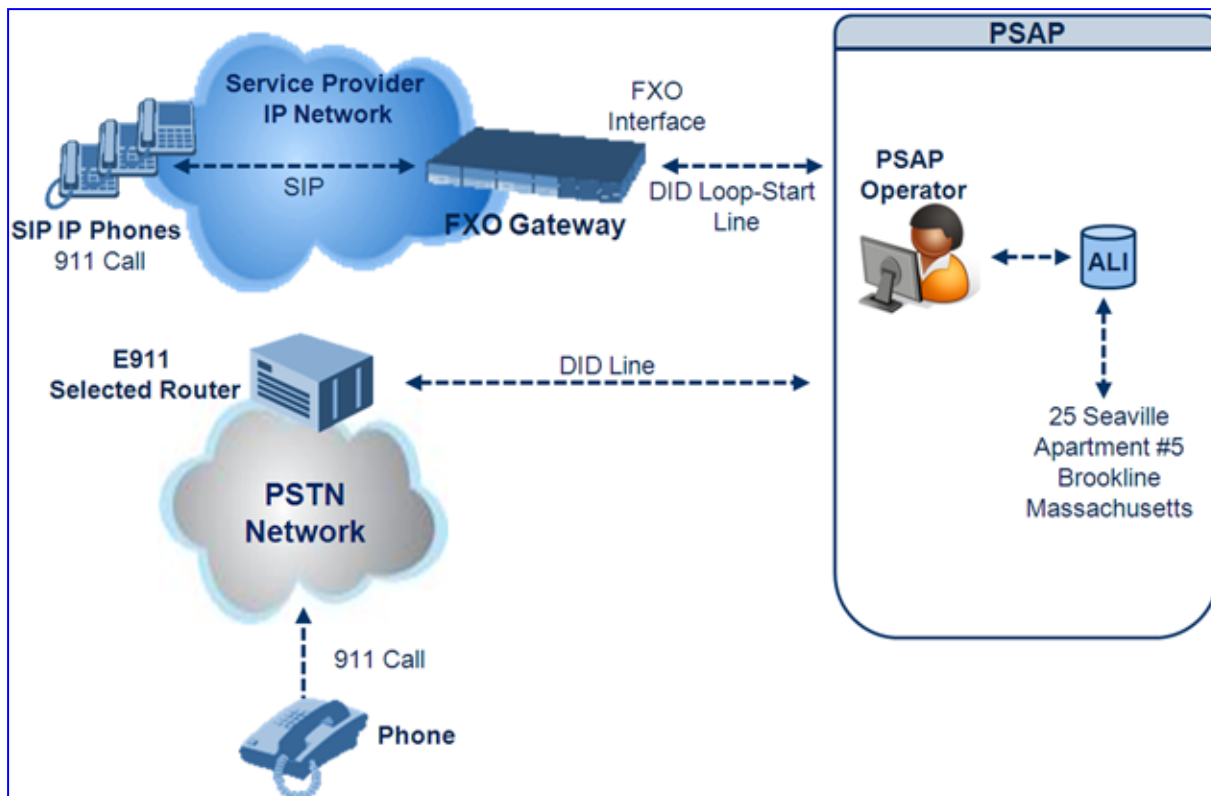 PSAP
Service Provider
IP Network
FXO
Interface
SIP
DID Loop-Start
Line
FXO Gateway
SIP IP Phones
911 Call
PSAP
Operator
ALI
E911
Selected Router
DID Line
25 Seaville
Apartment #5
Brookline
Massachusetts
PSTN
Network
911 Call
Phone